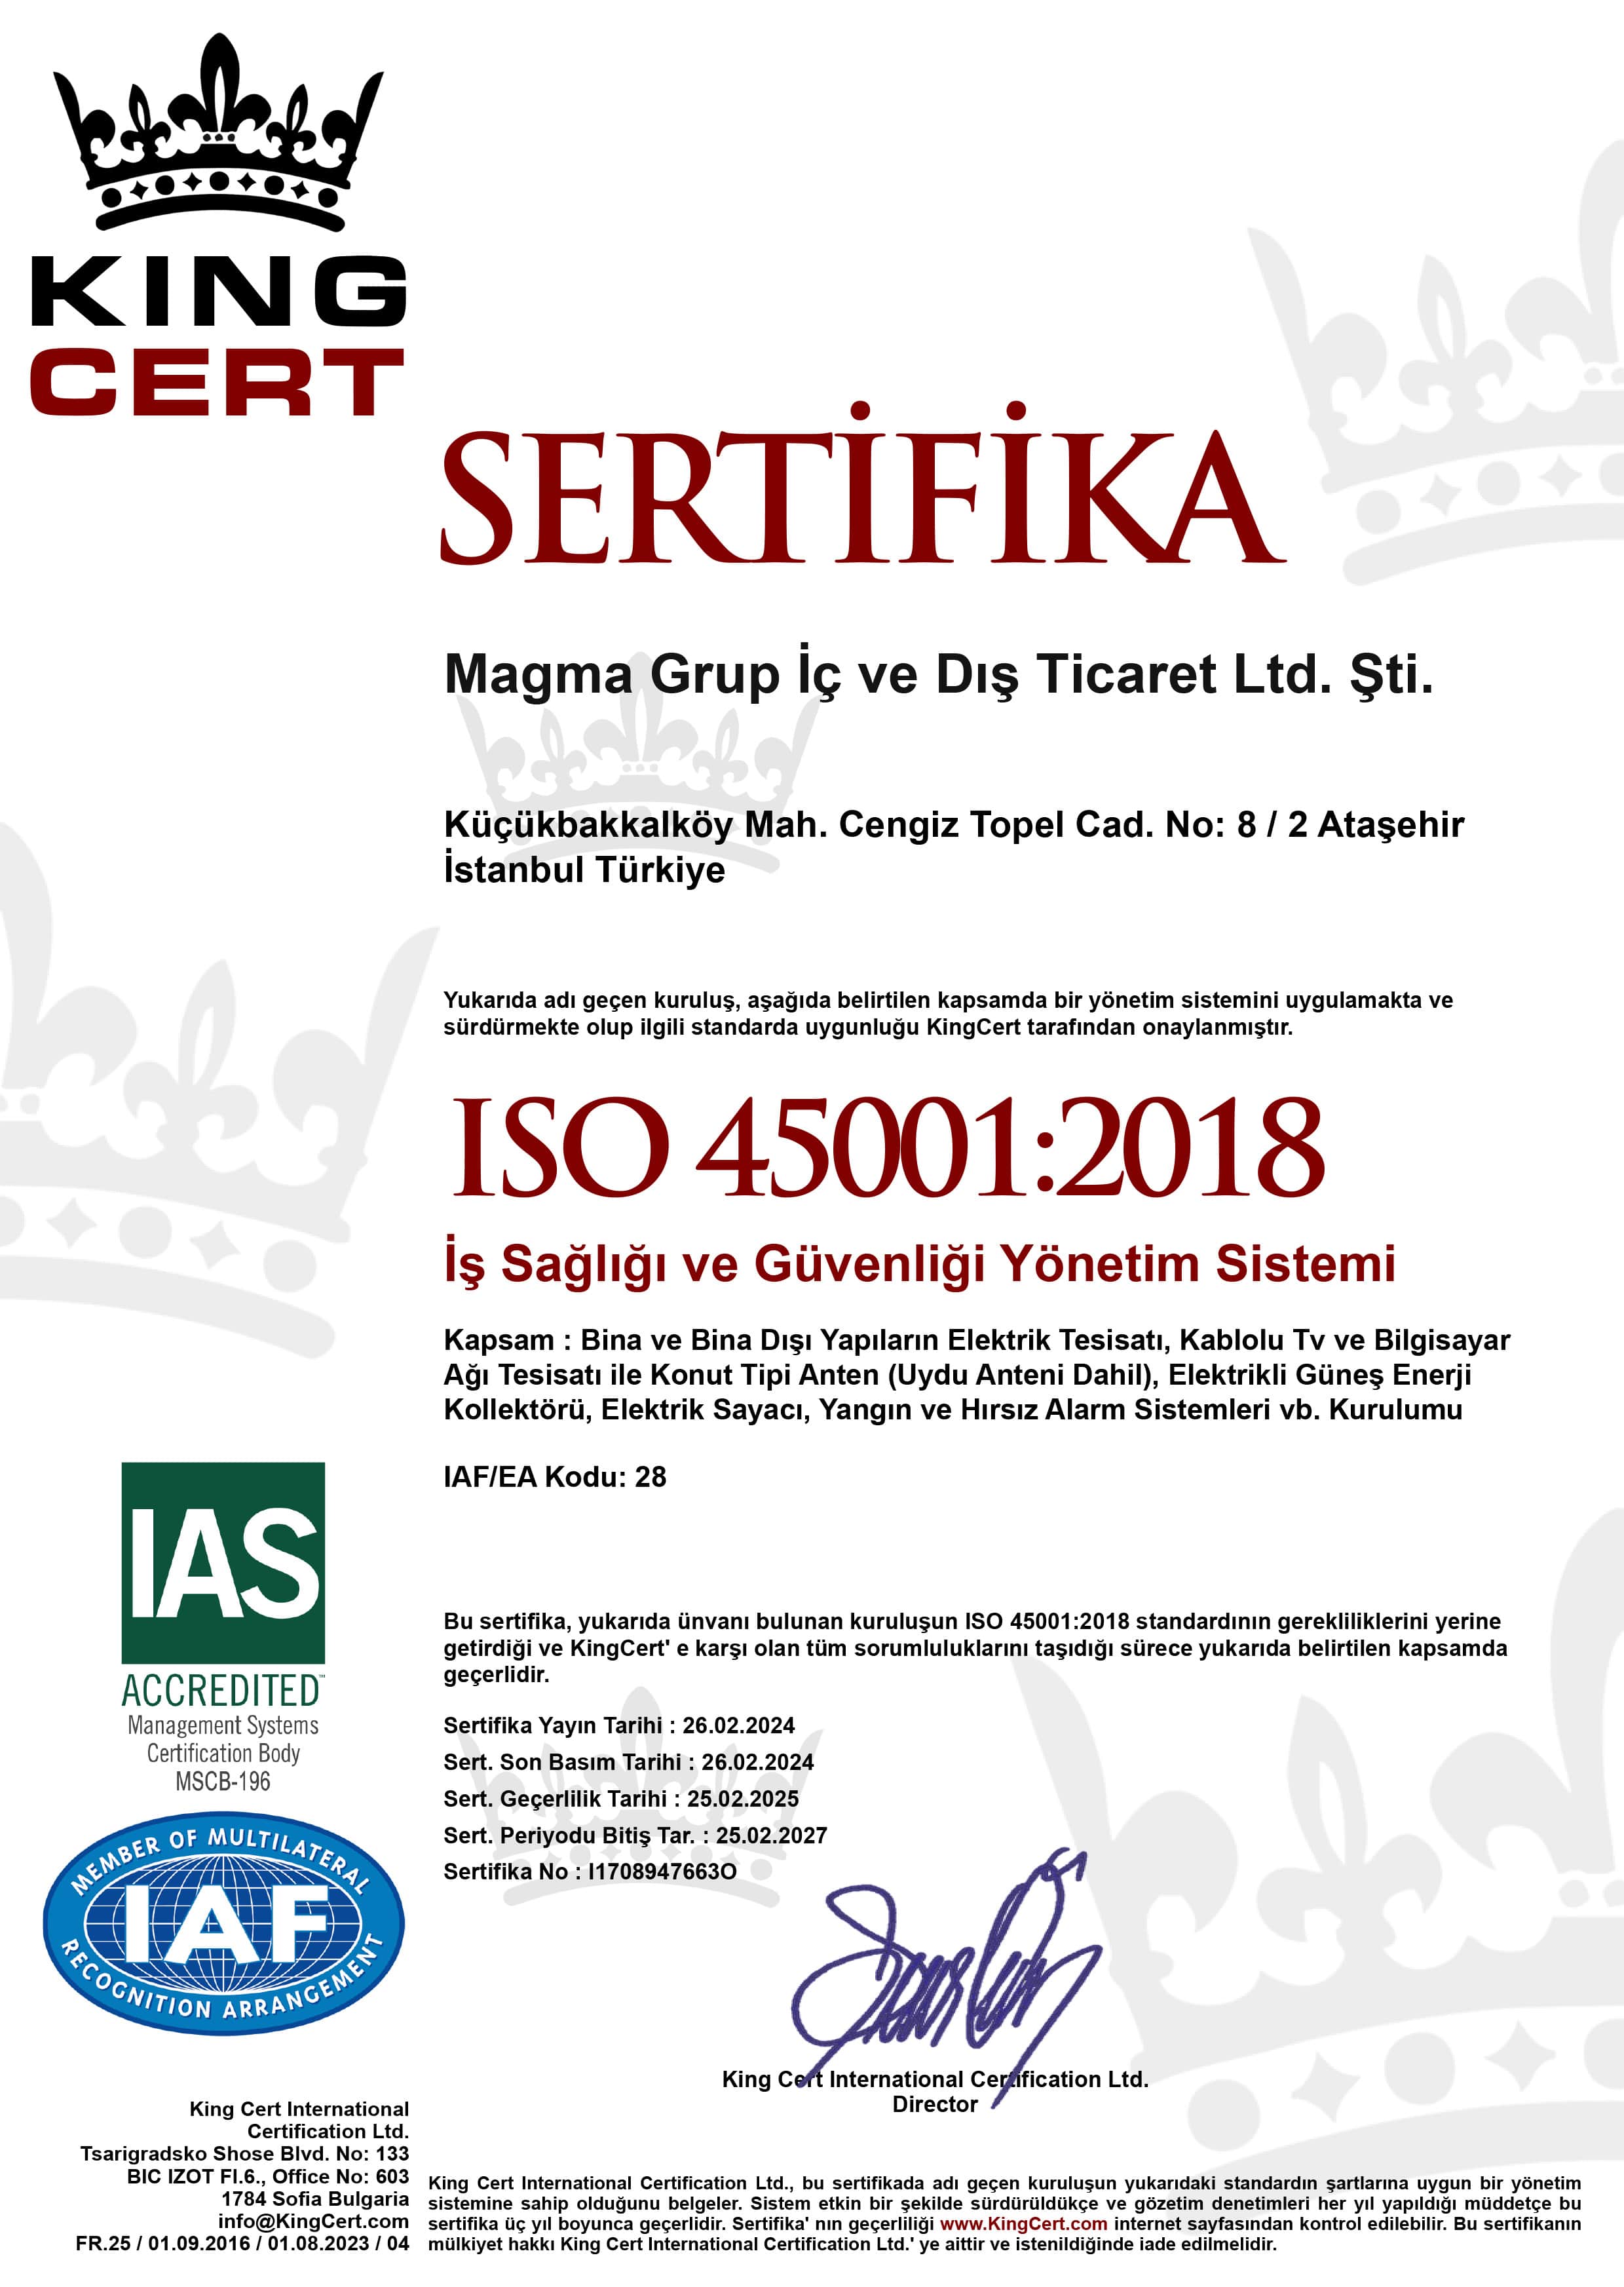 KING
CERT
SERTİFİKA
Magma Grup İç ve Dış Ticaret Ltd. Şti.
Küçükbakkalköy Mah. Cengiz Topel Cad. No: 8 / 2 Ataşehir
İstanbul Türkiye
Yukarıda adı geçen kuruluş, aşağıda belirtilen kapsamda bir yönetim sistemini uygulamakta ve
sürdürmekte olup ilgili standarda uygunluğu KingCert tarafından onaylanmıştır.
ISO 45001:2018
İş Sağlığı ve Güvenliği Yönetim Sistemi
Kapsam : Bina ve Bina Dışı Yapıların Elektrik Tesisatı, Kablolu Tv ve Bilgisayar
Ağı Tesisatı ile Konut Tipi Anten (Uydu Anteni Dahil), Elektrikli Güneş Enerji
Kollektörü, Elektrik Sayacı, Yangın ve Hırsız Alarm Sistemleri vb. Kurulumu
IAF/EA Kodu: 28
IAS
ACCREDITED™
Management Systems
Certification Body
MSCB-196
MEMBER OF MULTILATERAL
IAF
RECOGNITION ARRANGEMENT
Bu sertifika, yukarıda ünvanı bulunan kuruluşun ISO 45001:2018 standardının gerekliliklerini yerine
getirdiği ve KingCert' e karşı olan tüm sorumluluklarını taşıdığı sürece yukarıda belirtilen kapsamda
geçerlidir.
Sertifika Yayın Tarihi : 26.02.2024
Sert. Son Basım Tarihi : 26.02.2024
Sert. Geçerlilik Tarihi : 25.02.2025
Sert. Periyodu Bitiş Tar. : 25.02.2027
Sertifika No : I1708947663O
King Cert International Certification Ltd.
Director
King Cert International
Certification Ltd.
Tsarigradsko Shose Blvd. No: 133
BIC IZOT Fl.6., Office No: 603
1784 Sofia Bulgaria
info@KingCert.com
FR.25 / 01.09.2016 / 01.08.2023 / 04
King Cert International Certification Ltd., bu sertifikada adı geçen kuruluşun yukarıdaki standardın şartlarına uygun bir yönetim
sistemine sahip olduğunu belgeler. Sistem etkin bir şekilde sürdürüldükçe ve gözetim denetimleri her yıl yapıldığı müddetçe bu
sertifika üç yıl boyunca geçerlidir. Sertifika' nın geçerliliği www.KingCert.com internet sayfasından kontrol edilebilir. Bu sertifikanın
mülkiyet hakkı King Cert International Certification Ltd.' ye aittir ve istenildiğinde iade edilmelidir.